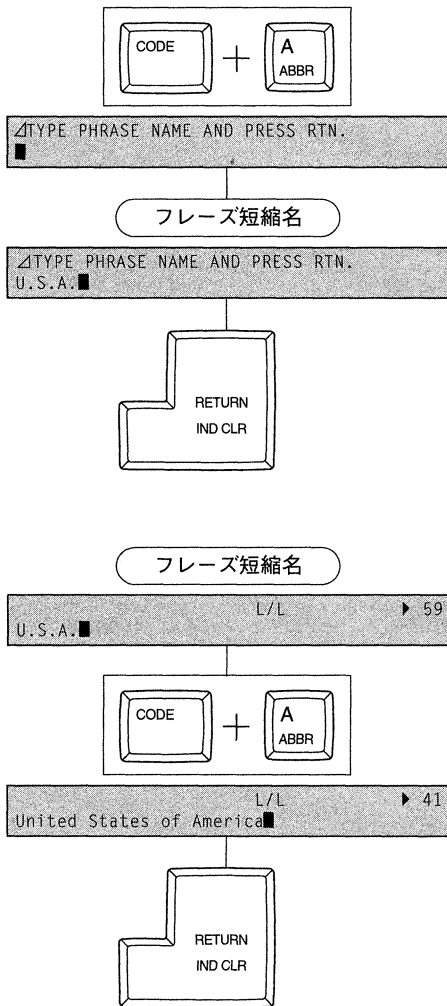 CODE + A
ABBR
⊿TYPE PHRASE NAME AND PRESS RTN.
フレーズ短縮名
⊿TYPE PHRASE NAME AND PRESS RTN.
U.S.A.
RETURN
IND CLR
フレーズ短縮名
L/L ▶ 59
U.S.A.
CODE + A
ABBR
L/L ▶ 41
United States of America
RETURN
IND CLR